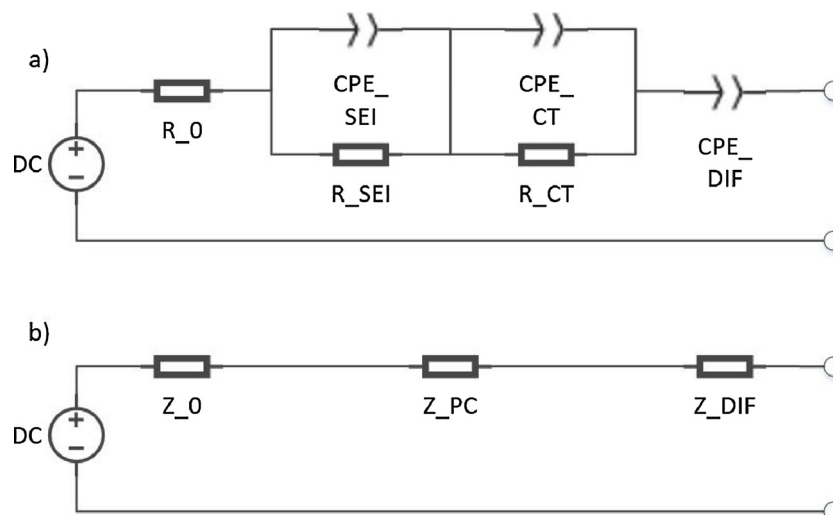 a)
CPE_
SEI
CPE_
CT
R_0
CPE_
DIF
DC
+
−
R_SEI
R_CT
b)
Z_0
Z_PC
Z_DIF
DC
+
−